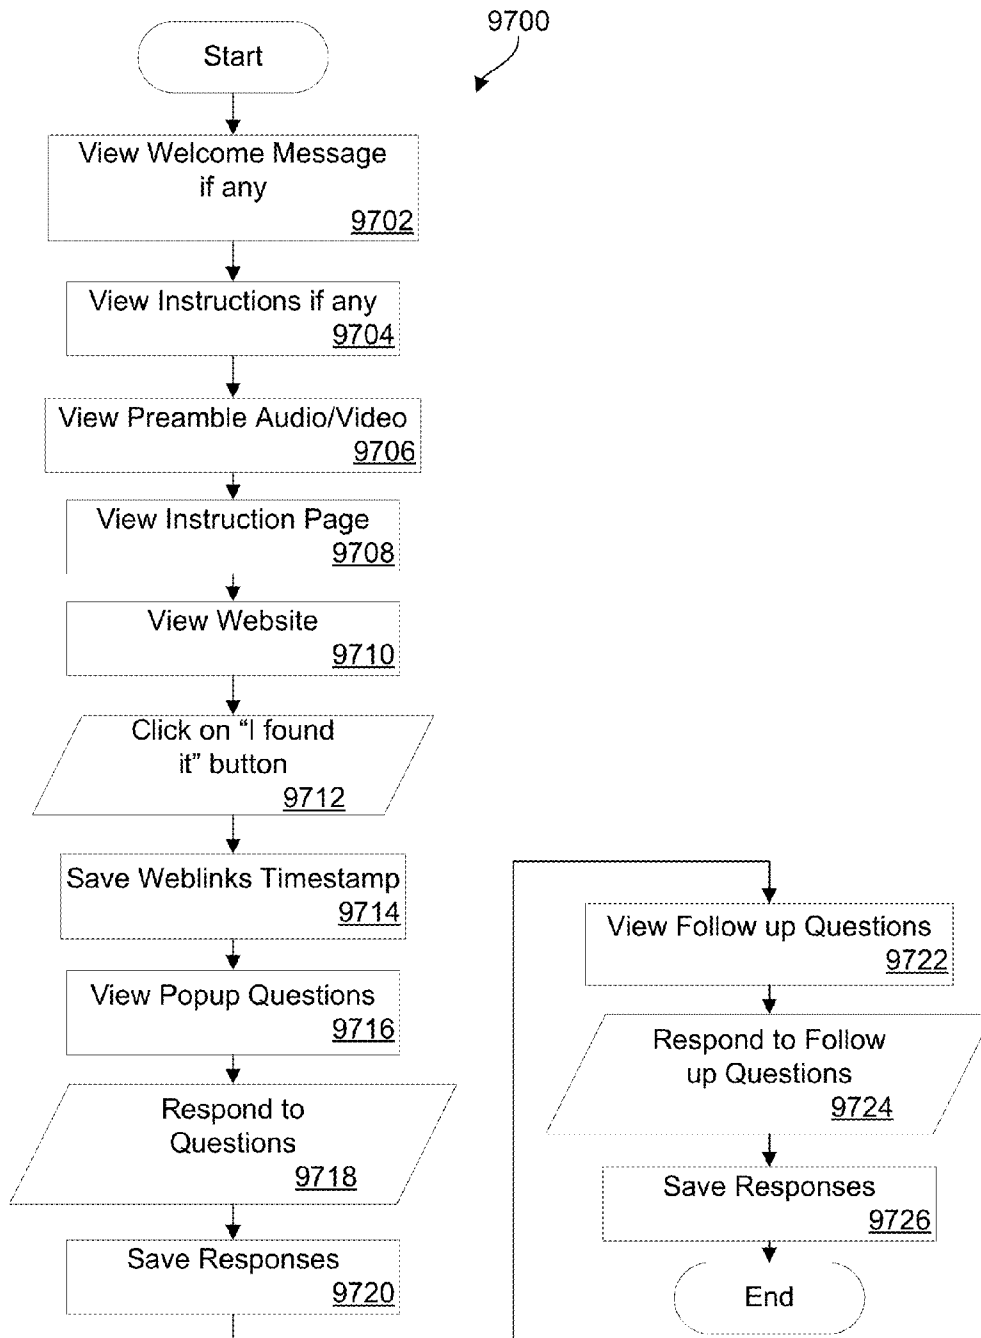 9700
Start
View Welcome Message
if any
9702
View Instructions if any
9704
View Preamble Audio/Video
9706
View Instruction Page
9708
View Website
9710
Click on “I found
it” button
9712
Save Weblinks Timestamp
9714
View Popup Questions
9716
Respond to
Questions
9718
Save Responses
9720
View Follow up Questions
9722
Respond to Follow
up Questions
9724
Save Responses
9726
End